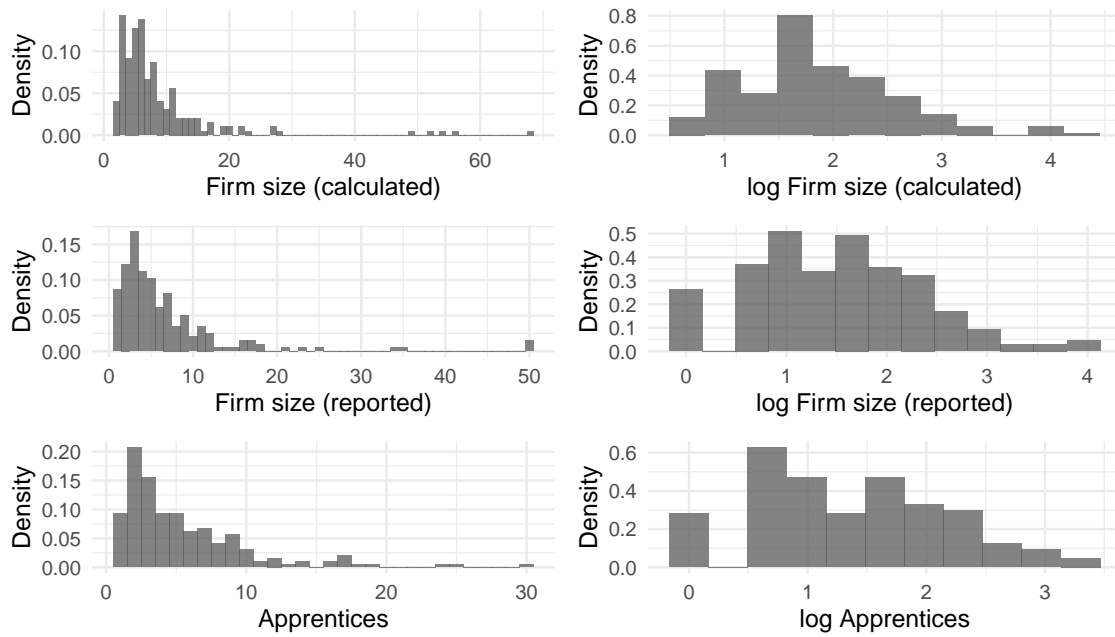 Density
0.10
0.05
0.00
0 20 40 60
Firm size (calculated)
Density
0.8
0.6
0.4
0.2
0.0
1 2 3 4
log Firm size (calculated)
Density
0.15
0.10
0.05
0.00
0 10 20 30 40 50
Firm size (reported)
Density
0.5
0.4
0.3
0.2
0.1
0.0
0 1 2 3 4
log Firm size (reported)
Density
0.20
0.15
0.10
0.05
0.00
0 10 20 30
Apprentices
Density
0.6
0.4
0.2
0.0
0 1 2 3
log Apprentices